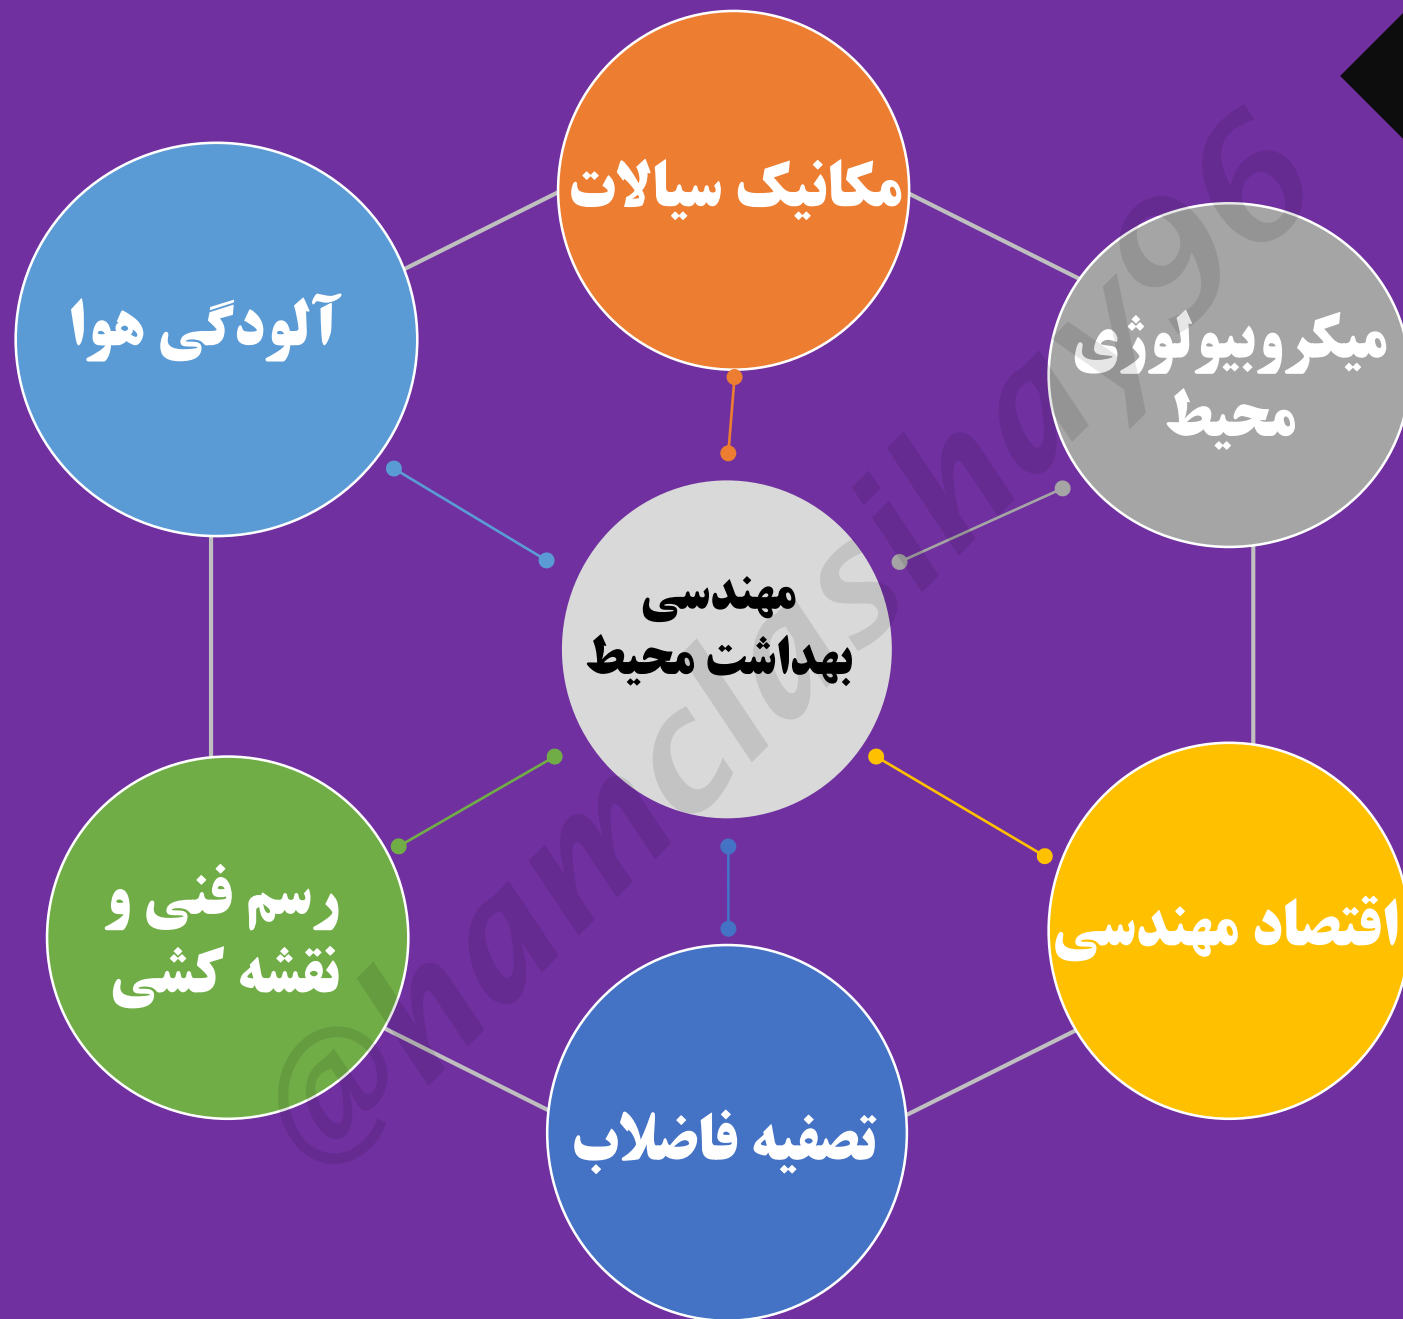 مکانیک سیالات
آلودگی هوا
میکروبیولوژی
محیط
مهندسی
بهداشت محیط
رسم فنی و
نقشه کشی
اقتصاد مهندسی
تصفیه فاضلاب
@hamclasihay96